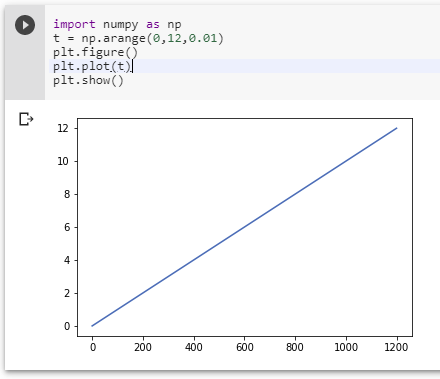 import numpy as np
t = np.arange(0,12,0.01)
plt.figure()
plt.plot(t)
plt.show()
12
10
8
6
4
2
0
0 200 400 600 800 1000 1200